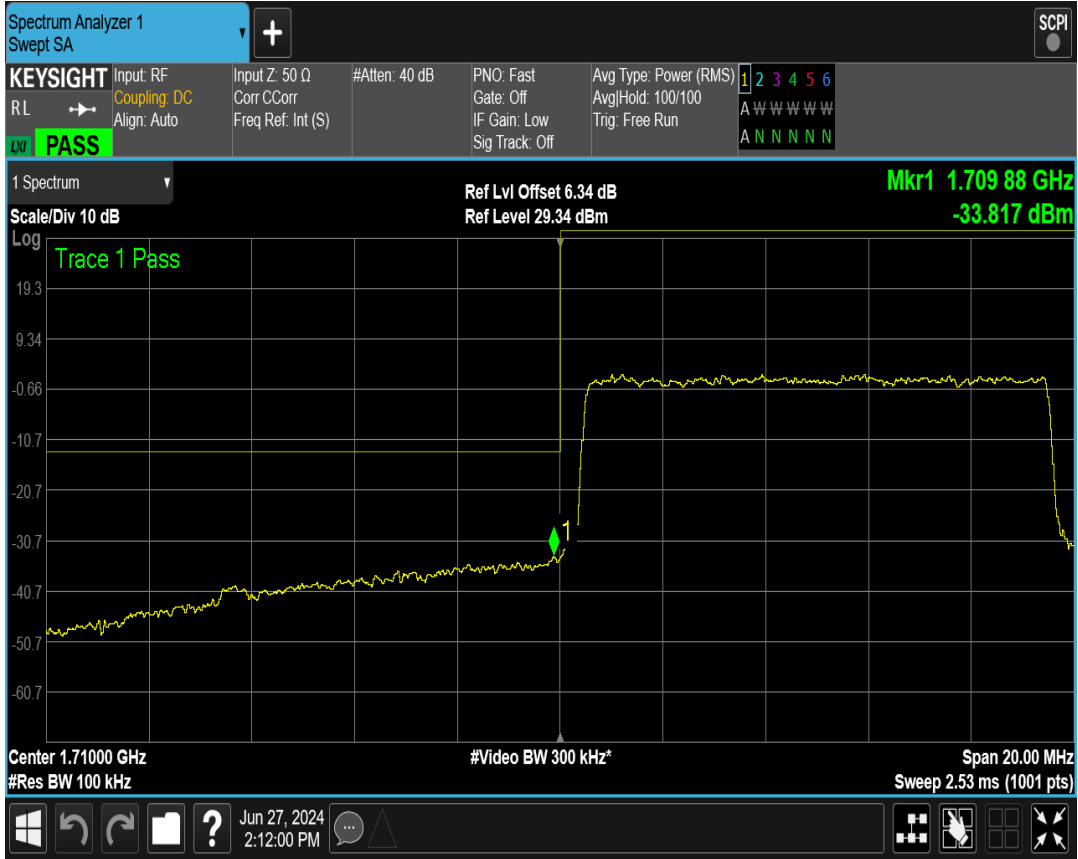 Spectrum Analyzer 1
Swept SA
+
SCPI
KEYSIGHT
RL
LXI PASS
Input: RF
Coupling: DC
Align: Auto
Input Z: 50 Ω
Corr CCorr
Freq Ref: Int (S)
#Atten: 40 dB
PNO: Fast
Gate: Off
IF Gain: Low
Sig Track: Off
Avg Type: Power (RMS)
Avg|Hold: 100/100
Trig: Free Run
1 2 3 4 5 6
A W W W W W
A N N N N N
1 Spectrum
Scale/Div 10 dB
Ref Lvl Offset 6.34 dB
Ref Level 29.34 dBm
Mkr1 1.709 88 GHz
-33.817 dBm
Log
Trace 1 Pass
19.3
9.34
-0.66
-10.7
-20.7
1
-30.7
-40.7
-50.7
-60.7
Center 1.71000 GHz
#Res BW 100 kHz
#Video BW 300 kHz*
Span 20.00 MHz
Sweep 2.53 ms (1001 pts)
?
Jun 27, 2024
2:12:00 PM